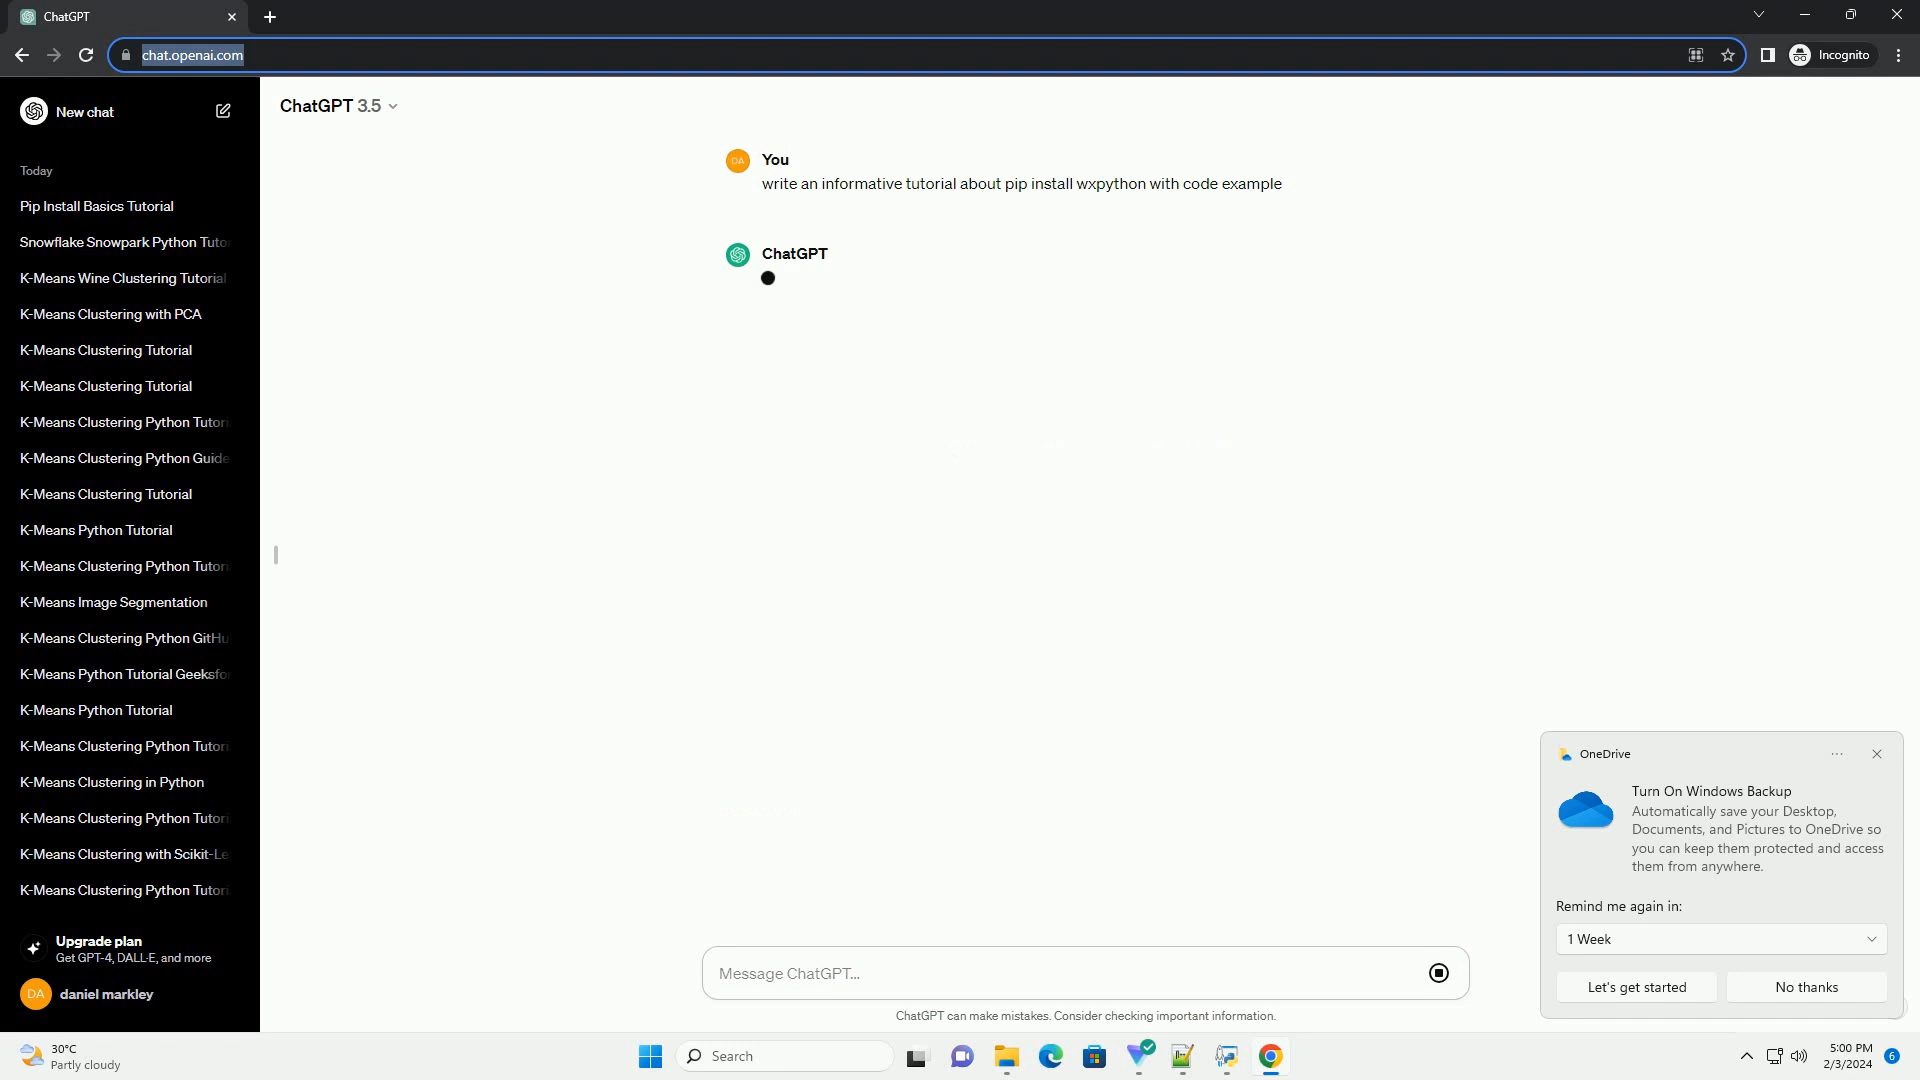 ChatGPT
chat.openai.com
Incognito
New chat
Today
Pip Install Basics Tutorial
Snowflake Snowpark Python Tuto
K-Means Wine Clustering Tutorial
K-Means Clustering with PCA
K-Means Clustering Tutorial
K-Means Clustering Tutorial
K-Means Clustering Python Tutori
K-Means Clustering Python Guide
K-Means Clustering Tutorial
K-Means Python Tutorial
K-Means Clustering Python Tutori
K-Means Image Segmentation
K-Means Clustering Python GitHu
K-Means Python Tutorial Geeksfo
K-Means Python Tutorial
K-Means Clustering Python Tutori
K-Means Clustering in Python
K-Means Clustering Python Tutori
K-Means Clustering with Scikit-Le
K-Means Clustering Python Tutori
Upgrade plan
Get GPT-4, DALL·E, and more
DA daniel markley
ChatGPT 3.5
DA You
write an informative tutorial about pip install wxpython with code example
ChatGPT
Message ChatGPT...
ChatGPT can make mistakes. Consider checking important information.
OneDrive
Turn On Windows Backup
Automatically save your Desktop,
Documents, and Pictures to OneDrive so
you can keep them protected and access
them from anywhere.
Remind me again in:
1 Week
Let's get started
No thanks
30°C
Partly cloudy
Search
5:00 PM
2/3/2024
6